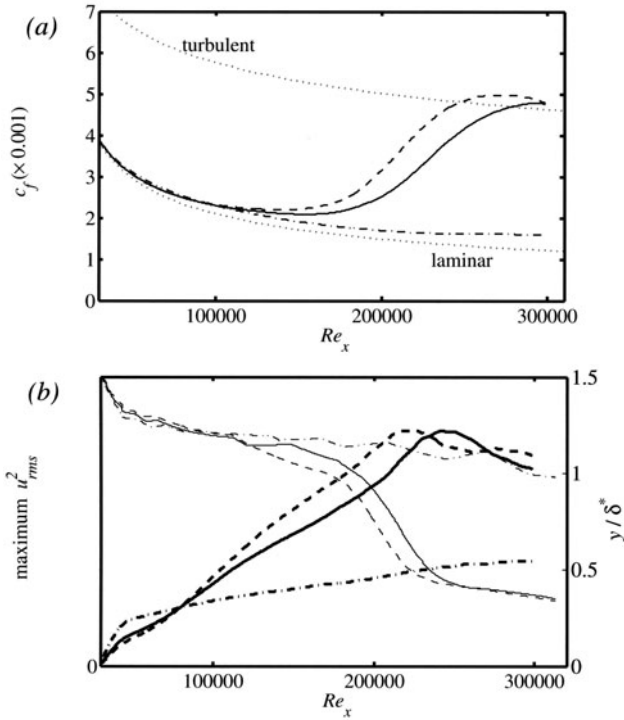 (a)
7
6
5
4
3
2
1
0
c_f (× 0.001)
turbulent
laminar
100000 200000 300000
Re_x
(b)
1.5
1
0.5
0
0
maximum u²_rms
y / δ*
100000 200000 300000
Re_x